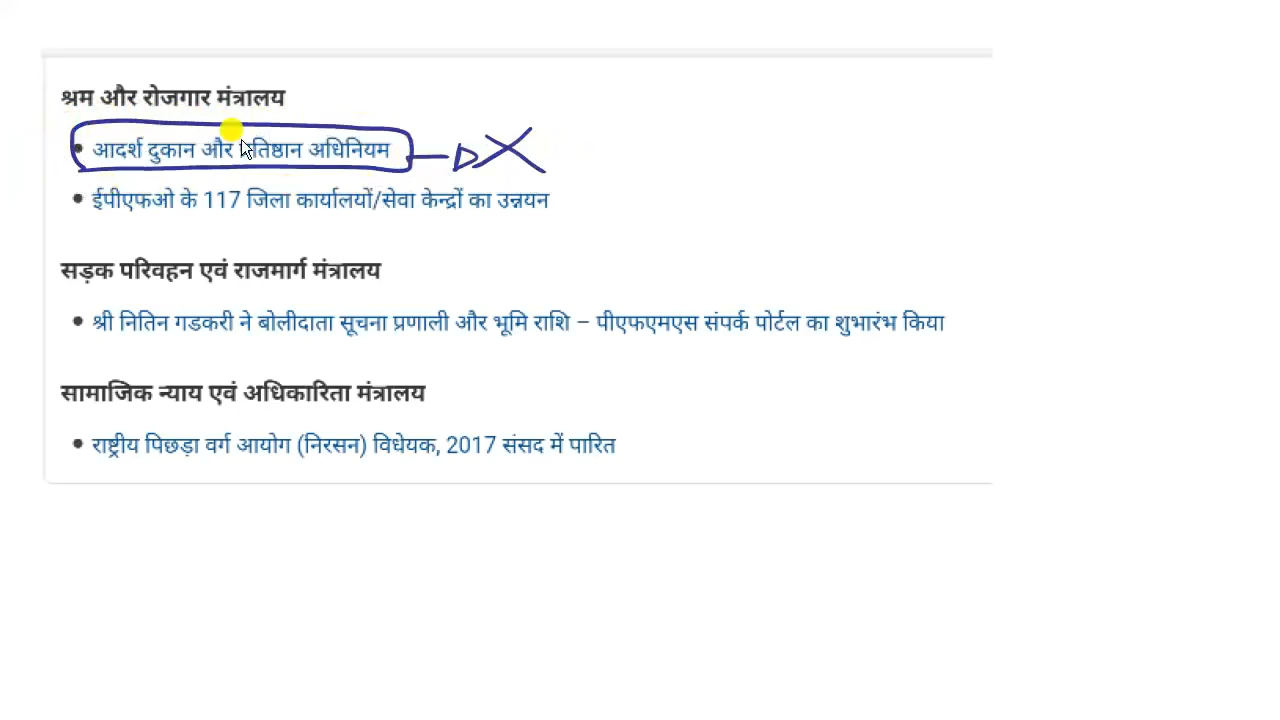 श्रम और रोजगार मंत्रालय
• आदर्श दुकान और प्रतिष्ठान अधिनियम
• ईपीएफओ के 117 जिला कार्यालयों/सेवा केन्द्रों का उन्नयन
सड़क परिवहन एवं राजमार्ग मंत्रालय
• श्री नितिन गडकरी ने बोलीदाता सूचना प्रणाली और भूमि राशि – पीएफएमएस संपर्क पोर्टल का शुभारंभ किया
सामाजिक न्याय एवं अधिकारिता मंत्रालय
• राष्ट्रीय पिछड़ा वर्ग आयोग (निरसन) विधेयक, 2017 संसद में पारित